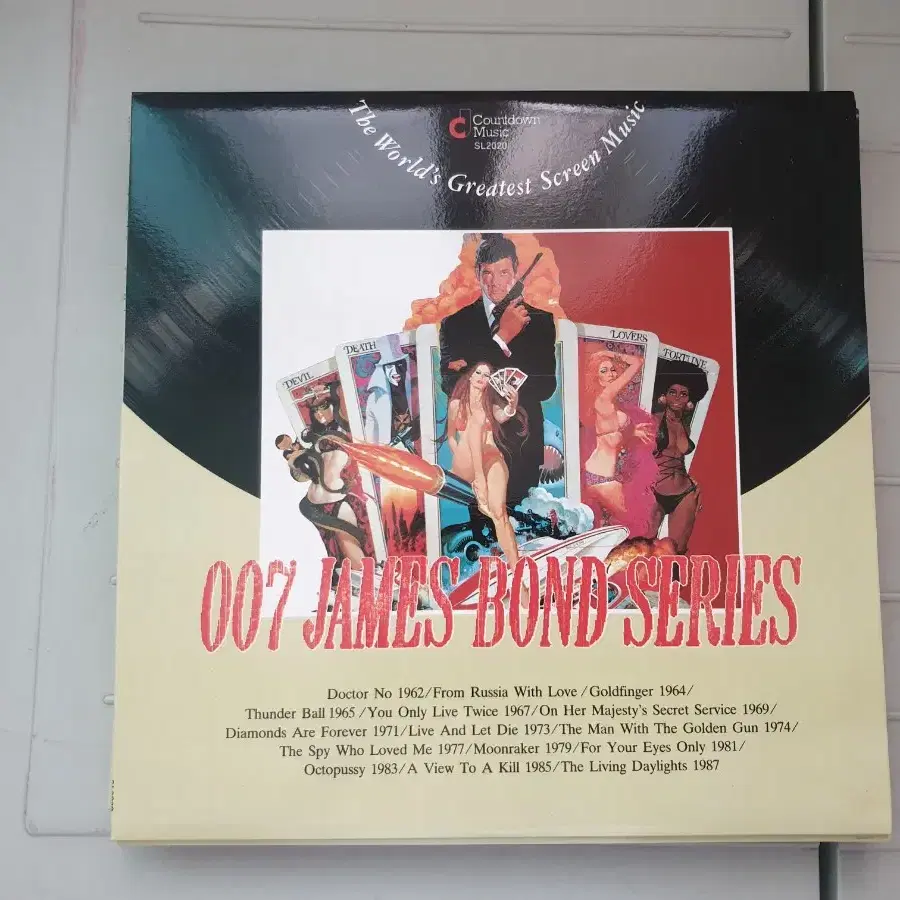 Countdown
Music
SL2020
The World's Greatest Screen Music
DEVIL
DEATH
LOVERS
FORTUNE
007 JAMES BOND SERIES
Doctor No 1962/From Russia With Love/Goldfinger 1964/
Thunder Ball 1965/You Only Live Twice 1967/On Her Majesty's Secret Service 1969/
Diamonds Are Forever 1971/Live And Let Die 1973/The Man With The Golden Gun 1974/
The Spy Who Loved Me 1977/Moonraker 1979/For Your Eyes Only 1981/
Octopussy 1983/A View To A Kill 1985/The Living Daylights 1987